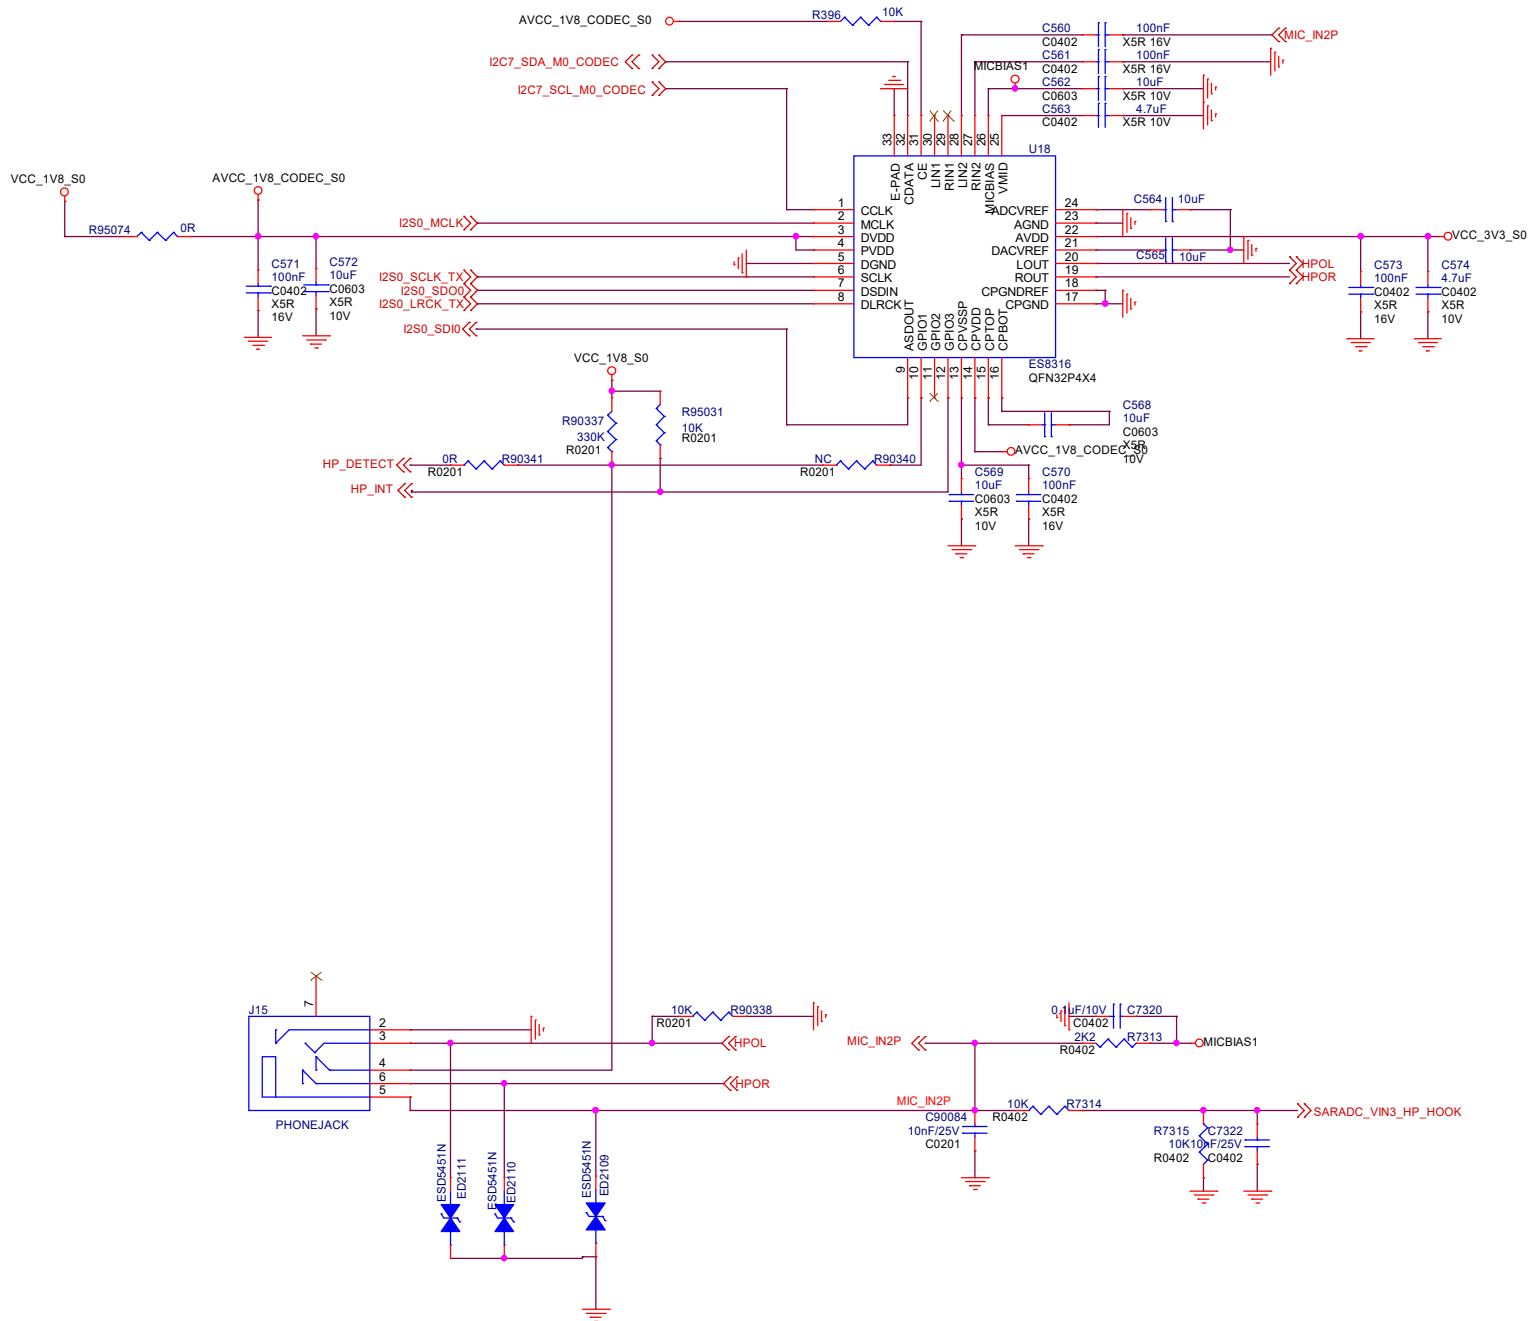 AVCC_1V8_CODEC_S0
R396
10K
I2C7_SDA_M0_CODEC
I2C7_SCL_M0_CODEC
C560
100nF
C0402
X5R 16V
MIC_IN2P
C561
100nF
C0402
X5R 16V
MICBIAS1
C562
10uF
C0603
X5R 10V
C563
4.7uF
C0402
X5R 10V
33
32
31
30
29
28
27
26
25
U18
E-PAD
CDATA
CE
LIN1
RIN1
LIN2
RIN2
MICBIAS
VMID
VCC_1V8_S0
AVCC_1V8_CODEC_S0
R95074
0R
C571
100nF
C0402
X5R
16V
C572
10uF
C0603
X5R
10V
I2S0_MCLK
I2S0_SCLK_TX
I2S0_SDO0
I2S0_LRCK_TX
I2S0_SDI0
1 CCLK
2 MCLK
3 DVDD
4 PVDD
5 DGND
6 SCLK
7 DSDIN
8 DLRCK
ADCVREF 24
AGND 23
AVDD 22
DACVREF 21
LOUT 20
ROUT 19
CPGNDREF 18
CPGND 17
C564
10uF
C565
10uF
HPOL
HPOR
VCC_3V3_S0
C573
100nF
C0402
X5R
16V
C574
4.7uF
C0402
X5R
10V
ASDOUT
GPIO1
GPIO2
GPIO3
CPVSSP
CPVDD
CPTOP
CPBOT
9
10
11
12
13
14
15
16
ES8316
QFN32P4X4
VCC_1V8_S0
R90337
330K
R0201
R95031
10K
R0201
HP_DETECT
0R
R0201
R90341
NC
R0201
R90340
HP_INT
C568
10uF
C0603
X5R
10V
AVCC_1V8_CODEC_S0
C569
10uF
C0603
X5R
10V
C570
100nF
C0402
X5R
16V
7
J15
2
3
4
6
5
PHONEJACK
10K
R0201
R90338
HPOL
HPOR
MIC_IN2P
0.1uF/10V
C0402
C7320
2K2
R0402
R7313
MICBIAS1
MIC_IN2P
C90084
10nF/25V
C0201
10K
R0402
R7314
SARADC_VIN3_HP_HOOK
R7315
10K
R0402
C7322
10nF/25V
C0402
ESD5451N
ED2111
ESD5451N
ED2110
ESD5451N
ED2109